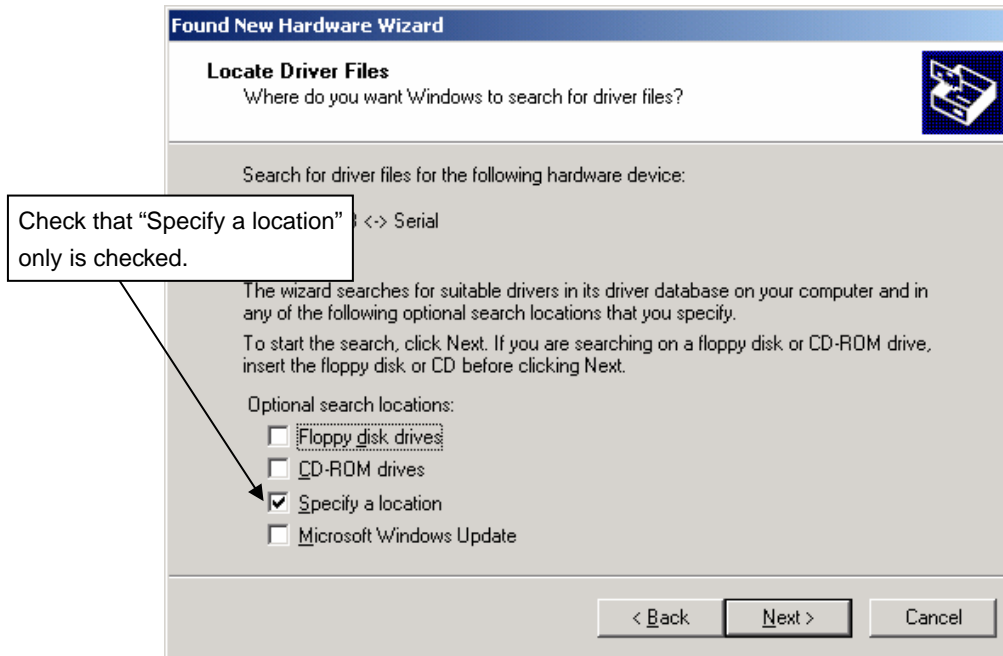 Found New Hardware Wizard
Locate Driver Files
Where do you want Windows to search for driver files?
Search for driver files for the following hardware device:
Check that “Specify a location”
only is checked.
<-> Serial
The wizard searches for suitable drivers in its driver database on your computer and in
any of the following optional search locations that you specify.
To start the search, click Next. If you are searching on a floppy disk or CD-ROM drive,
insert the floppy disk or CD before clicking Next.
Optional search locations:
Floppy disk drives
CD-ROM drives
Specify a location
Microsoft Windows Update
< Back
Next >
Cancel